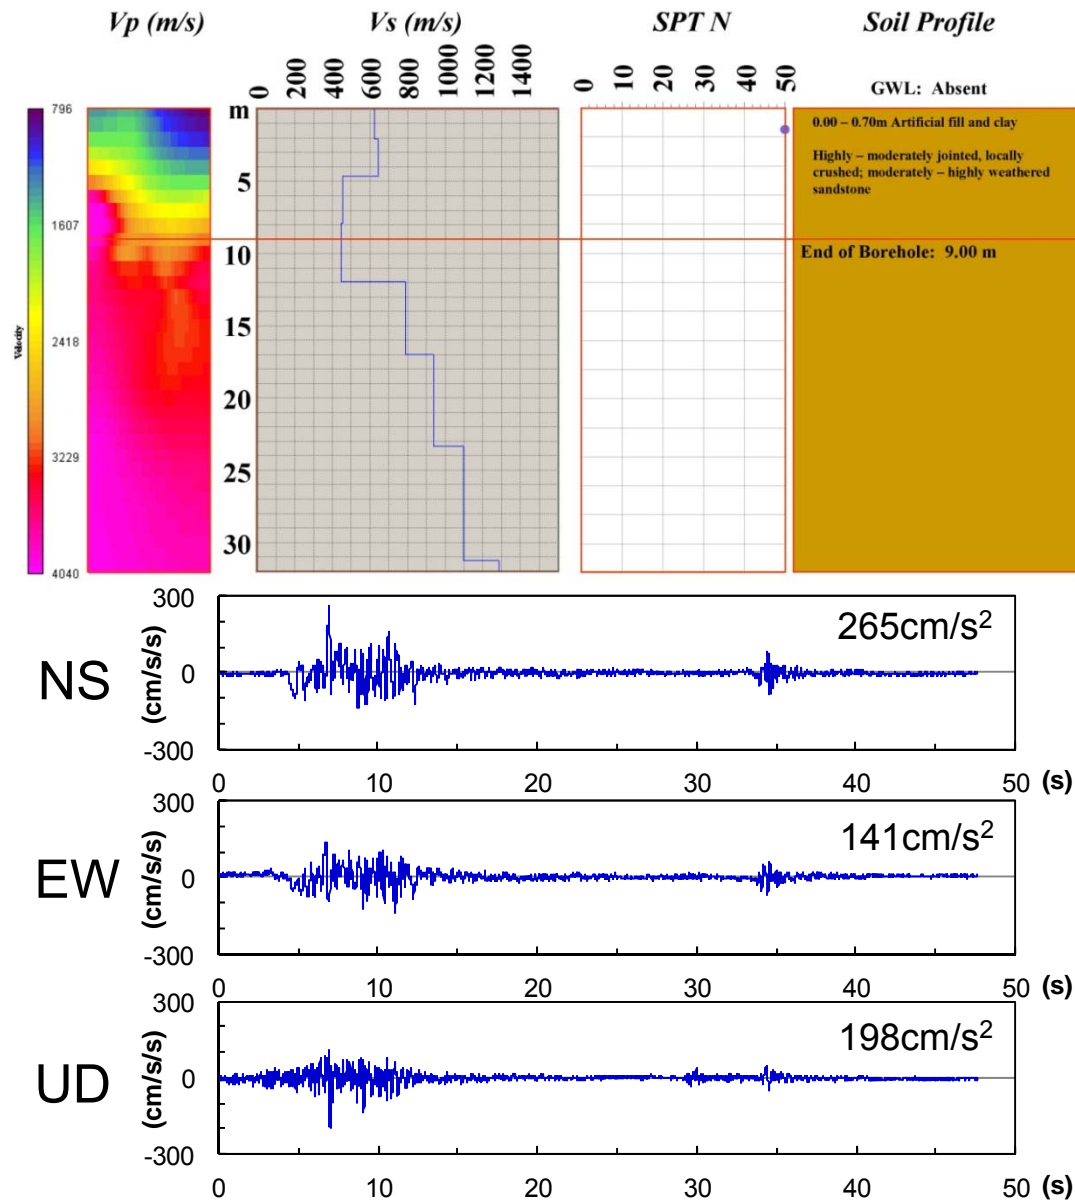 Vp (m/s) Vs (m/s) SPT N Soil Profile
0 200 400 600 800 1000 1200 1400
0 10 20 30 40 50
GWL: Absent
m
5
10
15
20
25
30
Velocity
796
1607
2418
3229
4040
0.00 – 0.70m Artificial fill and clay
Highly – moderately jointed, locally
crushed; moderately – highly weathered
sandstone
End of Borehole: 9.00 m
NS
(cm/s/s)
300
0
-300
265cm/s²
0 10 20 30 40 50 (s)
EW
(cm/s/s)
300
0
-300
141cm/s²
0 10 20 30 40 50 (s)
UD
(cm/s/s)
300
0
-300
198cm/s²
0 10 20 30 40 50 (s)